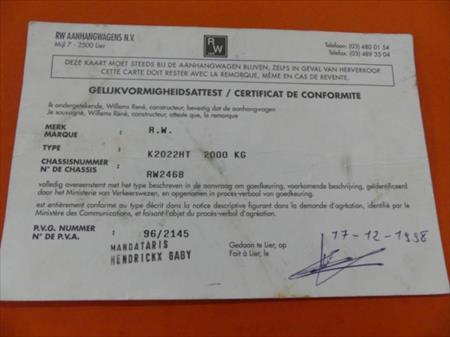 RW AANHANGWAGENS N.V.
Mijl 7 - 2500 Lier
RW
Telefoon: (03) 480 01 54
Telefax: (03) 489 35 04
DEZE KAART MOET STEEDS BIJ DE AANHANGWAGEN BLIJVEN, ZELFS IN GEVAL VAN HERVERKOOP
CETTE CARTE DOIT RESTER AVEC LA REMORQUE, MÊME EN CAS DE REVENTE.
GELIJKVORMIGHEIDSATTEST / CERTIFICAT DE CONFORMITE
Ik ondergetekende, Willems René, constructeur, bevestig dat de aanhangwagen
Je soussigné, Willems René, constructeur, atteste que, le remorque
MERK
MARQUE : R.W.
TYPE : K2022HT 2000 KG
CHASSISNUMMER
N° DE CHASSIS : RW2468
volledig overeenstemt met het type beschreven in de aanvraag om goedkeuring, voorkomende beschrijving, geïdentificeerd
door het Ministerie van Verkeerswezer, en opgenomen in proces-verbaal van goedkeuring.
est entièrement conforme au type décrit dans la notice descriptive figurant dans la demande d'agréation, identifié par le
Ministère des Communications, et faisant l'objet du procès-verbal d'agréation.
P.V.G. NUMMER
N° DE P.V.A. : 96/2145
MANDATARIS
HENDRICKX GABY
Gedaan te Lier, op
Fait à Lier, le
17-12-1998